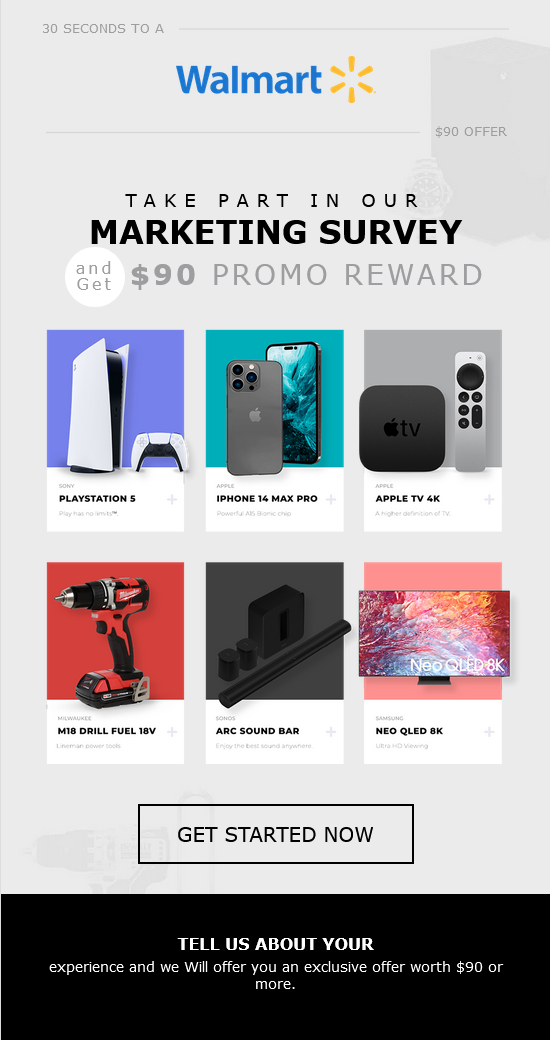 30 SECONDS TO A
Walmart
$90 OFFER
TAKE PART IN OUR
MARKETING SURVEY
and
Get
$90 PROMO REWARD
SONY
PLAYSTATION 5
Play has no limits™.
APPLE
IPHONE 14 MAX PRO
Powerful A15 Bionic chip.
tv
APPLE
APPLE TV 4K
A higher definition of TV.
Milwaukee
MILWAUKEE
M18 DRILL FUEL 18V
Lineman power tools.
SONOS
ARC SOUND BAR
Enjoy the best sound anywhere.
Neo QLED 8K
SAMSUNG
NEO QLED 8K
Ultra HD Viewing
GET STARTED NOW
TELL US ABOUT YOUR
experience and we Will offer you an exclusive offer worth $90 or
more.